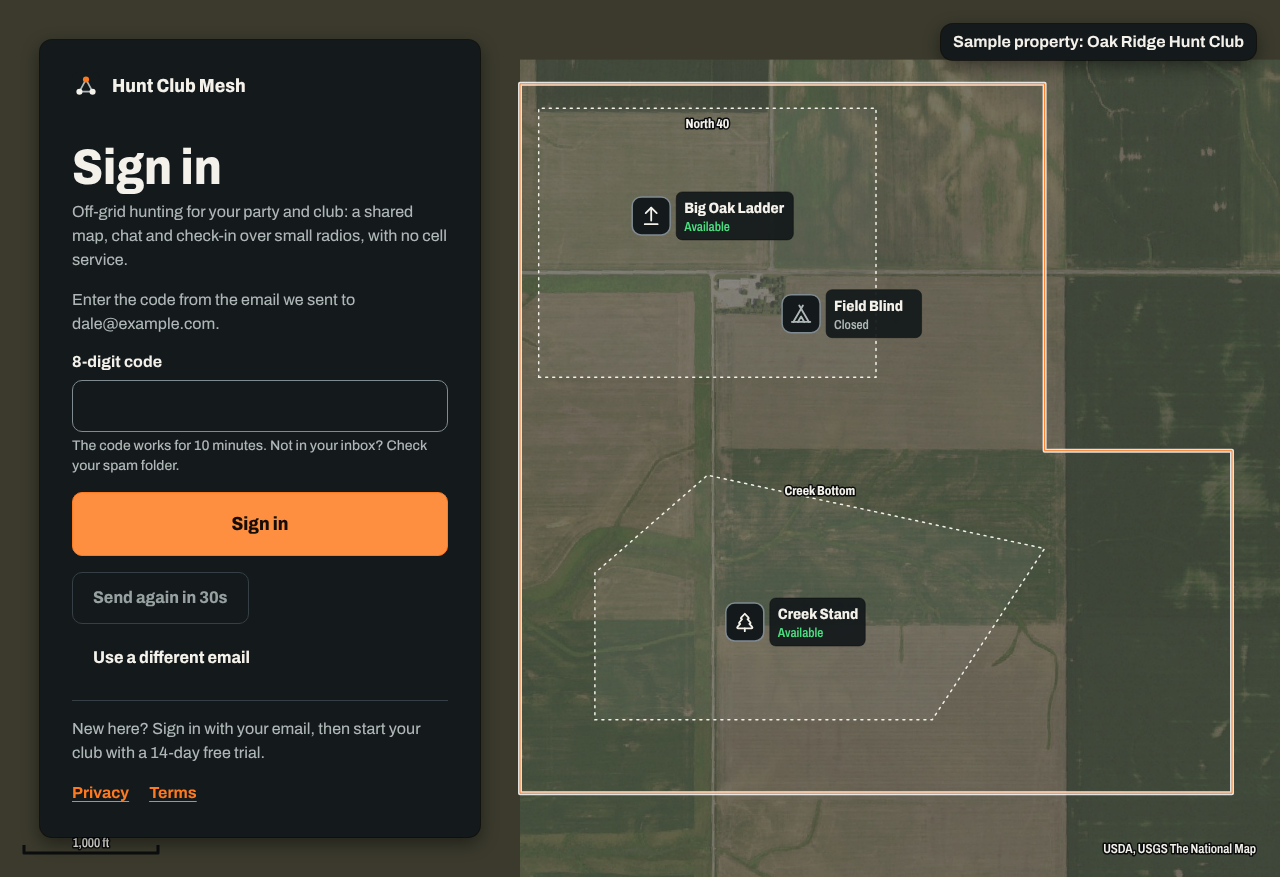 Hunt Club Mesh
Sign in
Off-grid hunting for your party and club: a shared
map, chat and check-in over small radios, with no cell
service.
Enter the code from the email we sent to
dale@example.com.
8-digit code
The code works for 10 minutes. Not in your inbox? Check
your spam folder.
Sign in
Send again in 30s
Use a different email
New here? Sign in with your email, then start your
club with a 14-day free trial.
Privacy Terms
1,000 ft
Sample property: Oak Ridge Hunt Club
North 40
Big Oak Ladder
Available
Field Blind
Closed
Creek Bottom
Creek Stand
Available
USDA, USGS The National Map